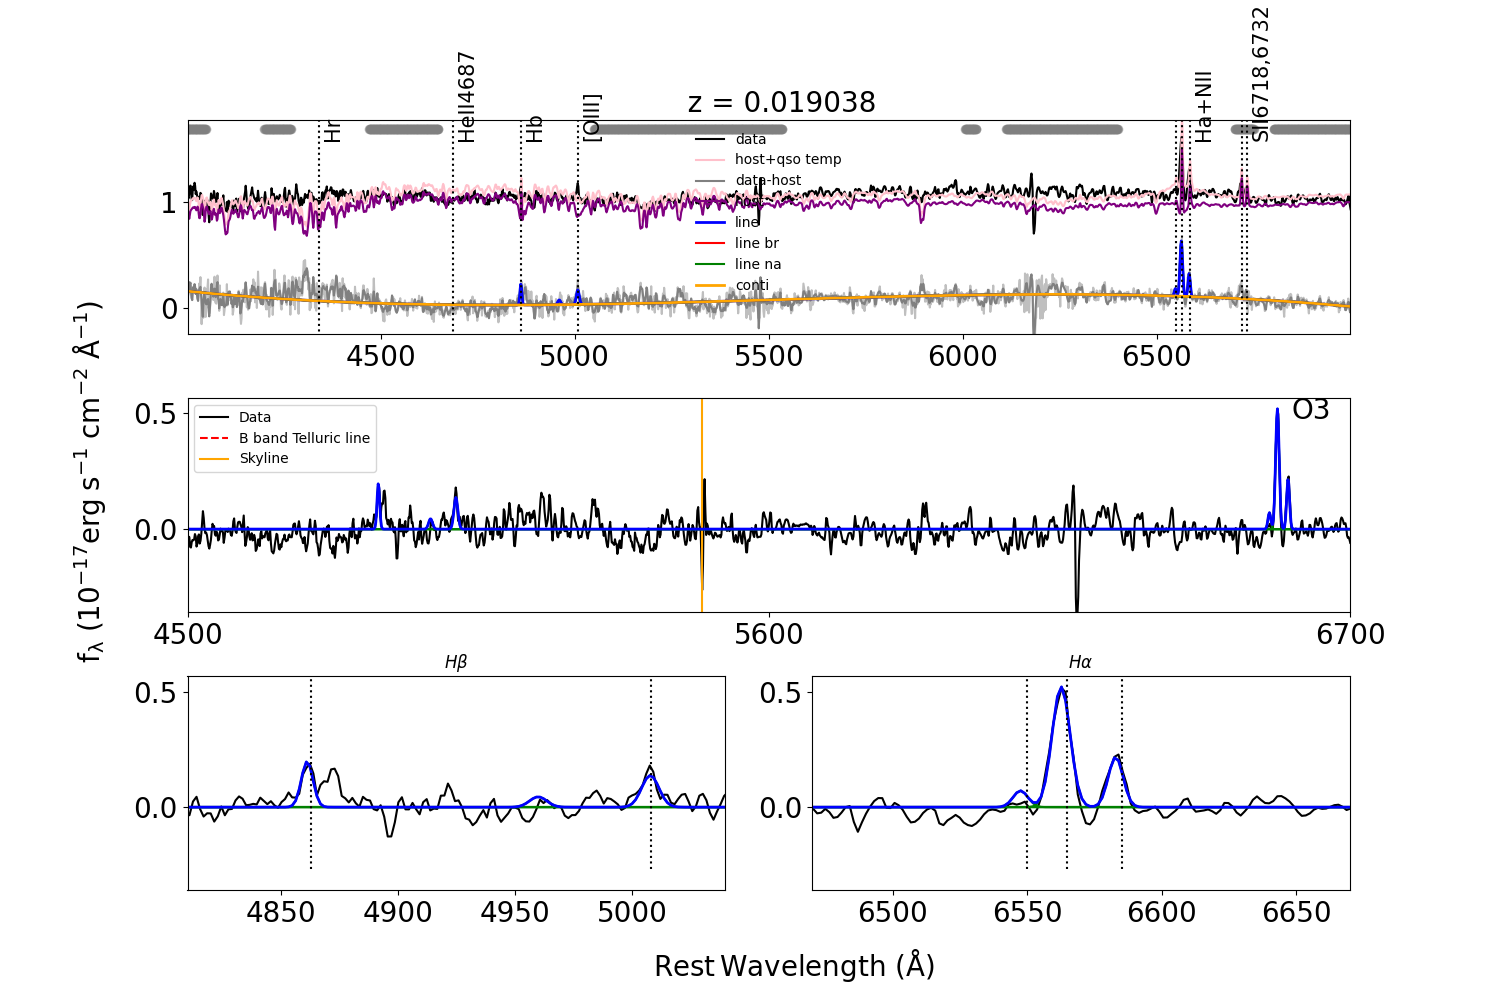 z = 0.019038
Hr
HeII4687
Hb
[OIII]
Ha+NII
SII6718,6732
data
host+qso temp
data-host
line
line br
line na
conti
1
0
4500 5000 5500 6000 6500
f_λ (10^−17 erg s^−1 cm^−2 Å^−1)
Data
B band Telluric line
Skyline
O3
0.5
0.0
4500 5600 6700
Hβ
0.5
0.0
4850 4900 4950 5000
Hα
0.5
0.0
6500 6550 6600 6650
Rest Wavelength (Å)